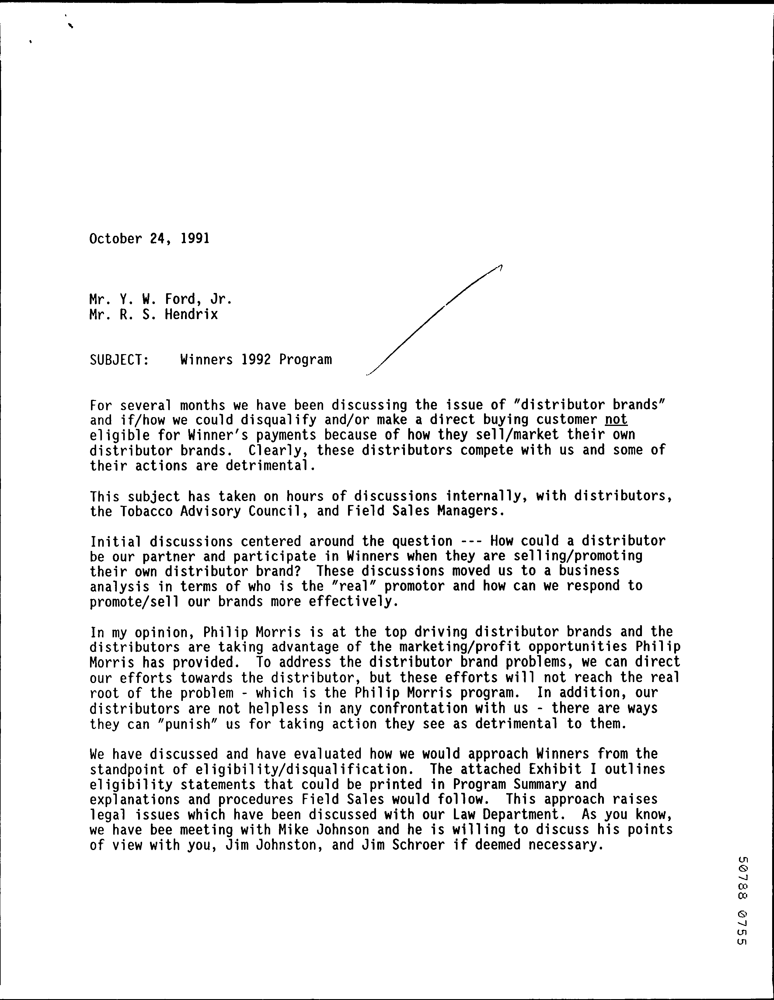 October 24, 1991
Mr. Y. W. Ford, Jr.
Mr. R. S. Hendrix
SUBJECT: Winners 1992 Program
For several months we have been discussing the issue of "distributor brands"
and if/how we could disqualify and/or make a direct buying customer not
eligible for Winner's payments because of how they sell/market their own
distributor brands. Clearly, these distributors compete with us and some of
their actions are detrimental.
This subject has taken on hours of discussions internally, with distributors,
the Tobacco Advisory Council, and Field Sales Managers.
Initial discussions centered around the question --- How could a distributor
be our partner and participate in Winners when they are selling/promoting
their own distributor brand? These discussions moved us to a business
analysis in terms of who is the "real" promotor and how can we respond to
promote/sell our brands more effectively.
In my opinion, Philip Morris is at the top driving distributor brands and the
distributors are taking advantage of the marketing/profit opportunities Philip
Morris has provided. To address the distributor brand problems, we can direct
our efforts towards the distributor, but these efforts will not reach the real
root of the problem - which is the Philip Morris program. In addition, our
distributors are not helpless in any confrontation with us - there are ways
they can "punish" us for taking action they see as detrimental to them.
We have discussed and have evaluated how we would approach Winners from the
standpoint of eligibility/disqualification. The attached Exhibit I outlines
eligibility statements that could be printed in Program Summary and
explanations and procedures Field Sales would follow. This approach raises
legal issues which have been discussed with our Law Department. As you know,
we have bee meeting with Mike Johnson and he is willing to discuss his points
of view with you, Jim Johnston, and Jim Schroer if deemed necessary.
50788 0755